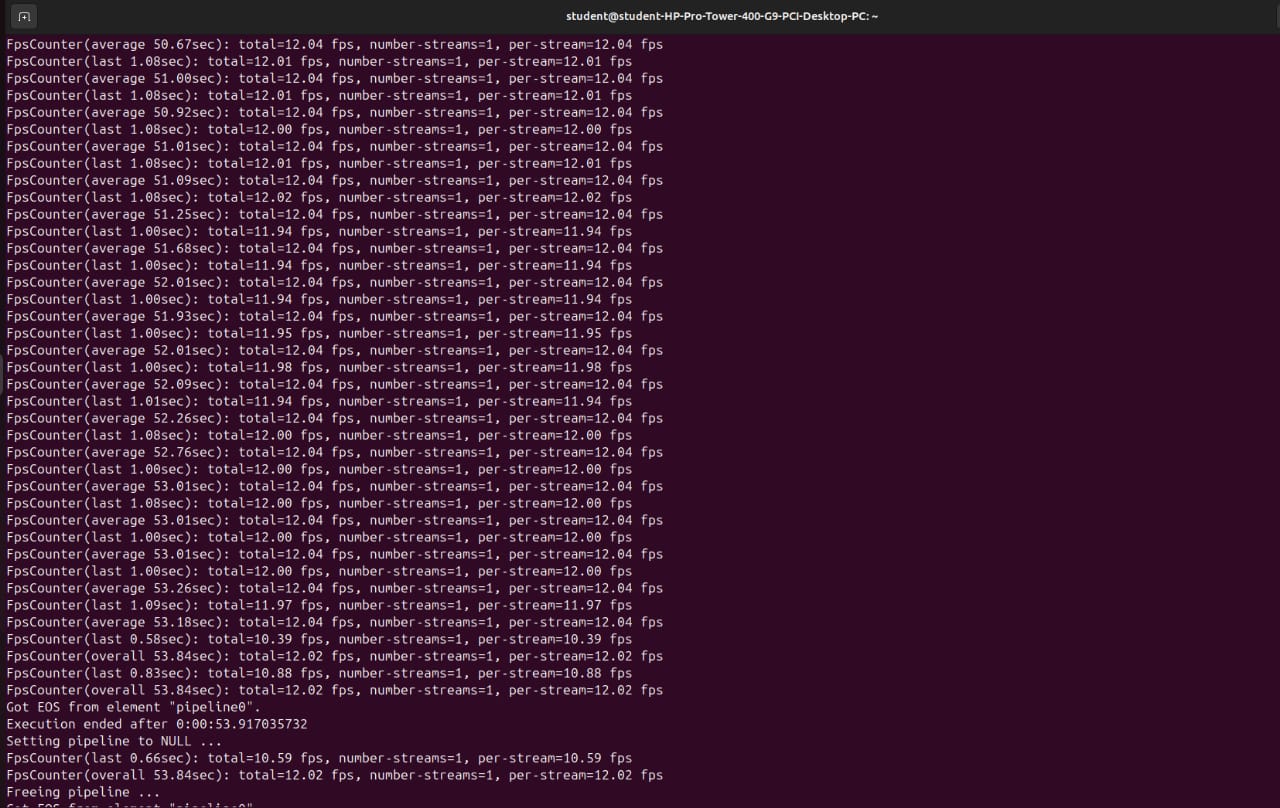 student@student-HP-Pro-Tower-400-G9-PCI-Desktop-PC: ~
FpsCounter(average 50.67sec): total=12.04 fps, number-streams=1, per-stream=12.04 fps
FpsCounter(last 1.08sec): total=12.01 fps, number-streams=1, per-stream=12.01 fps
FpsCounter(average 51.00sec): total=12.04 fps, number-streams=1, per-stream=12.04 fps
FpsCounter(last 1.08sec): total=12.01 fps, number-streams=1, per-stream=12.01 fps
FpsCounter(average 50.92sec): total=12.04 fps, number-streams=1, per-stream=12.04 fps
FpsCounter(last 1.08sec): total=12.00 fps, number-streams=1, per-stream=12.00 fps
FpsCounter(average 51.01sec): total=12.04 fps, number-streams=1, per-stream=12.04 fps
FpsCounter(last 1.08sec): total=12.01 fps, number-streams=1, per-stream=12.01 fps
FpsCounter(average 51.09sec): total=12.04 fps, number-streams=1, per-stream=12.04 fps
FpsCounter(last 1.08sec): total=12.02 fps, number-streams=1, per-stream=12.02 fps
FpsCounter(average 51.25sec): total=12.04 fps, number-streams=1, per-stream=12.04 fps
FpsCounter(last 1.00sec): total=11.94 fps, number-streams=1, per-stream=11.94 fps
FpsCounter(average 51.68sec): total=12.04 fps, number-streams=1, per-stream=12.04 fps
FpsCounter(last 1.00sec): total=11.94 fps, number-streams=1, per-stream=11.94 fps
FpsCounter(average 52.01sec): total=12.04 fps, number-streams=1, per-stream=12.04 fps
FpsCounter(last 1.00sec): total=11.94 fps, number-streams=1, per-stream=11.94 fps
FpsCounter(average 51.93sec): total=12.04 fps, number-streams=1, per-stream=12.04 fps
FpsCounter(last 1.00sec): total=11.95 fps, number-streams=1, per-stream=11.95 fps
FpsCounter(average 52.01sec): total=12.04 fps, number-streams=1, per-stream=12.04 fps
FpsCounter(last 1.00sec): total=11.98 fps, number-streams=1, per-stream=11.98 fps
FpsCounter(average 52.09sec): total=12.04 fps, number-streams=1, per-stream=12.04 fps
FpsCounter(last 1.01sec): total=11.94 fps, number-streams=1, per-stream=11.94 fps
FpsCounter(average 52.26sec): total=12.04 fps, number-streams=1, per-stream=12.04 fps
FpsCounter(last 1.08sec): total=12.00 fps, number-streams=1, per-stream=12.00 fps
FpsCounter(average 52.76sec): total=12.04 fps, number-streams=1, per-stream=12.04 fps
FpsCounter(last 1.00sec): total=12.00 fps, number-streams=1, per-stream=12.00 fps
FpsCounter(average 53.01sec): total=12.04 fps, number-streams=1, per-stream=12.04 fps
FpsCounter(last 1.08sec): total=12.00 fps, number-streams=1, per-stream=12.00 fps
FpsCounter(average 53.01sec): total=12.04 fps, number-streams=1, per-stream=12.04 fps
FpsCounter(last 1.00sec): total=12.00 fps, number-streams=1, per-stream=12.00 fps
FpsCounter(average 53.01sec): total=12.04 fps, number-streams=1, per-stream=12.04 fps
FpsCounter(last 1.00sec): total=12.00 fps, number-streams=1, per-stream=12.00 fps
FpsCounter(average 53.26sec): total=12.04 fps, number-streams=1, per-stream=12.04 fps
FpsCounter(last 1.09sec): total=11.97 fps, number-streams=1, per-stream=11.97 fps
FpsCounter(average 53.18sec): total=12.04 fps, number-streams=1, per-stream=12.04 fps
FpsCounter(last 0.58sec): total=10.39 fps, number-streams=1, per-stream=10.39 fps
FpsCounter(overall 53.84sec): total=12.02 fps, number-streams=1, per-stream=12.02 fps
FpsCounter(last 0.83sec): total=10.88 fps, number-streams=1, per-stream=10.88 fps
FpsCounter(overall 53.84sec): total=12.02 fps, number-streams=1, per-stream=12.02 fps
Got EOS from element "pipeline0".
Execution ended after 0:00:53.917035732
Setting pipeline to NULL ...
FpsCounter(last 0.66sec): total=10.59 fps, number-streams=1, per-stream=10.59 fps
FpsCounter(overall 53.84sec): total=12.02 fps, number-streams=1, per-stream=12.02 fps
Freeing pipeline ...
Got EOS from element "pipeline0"